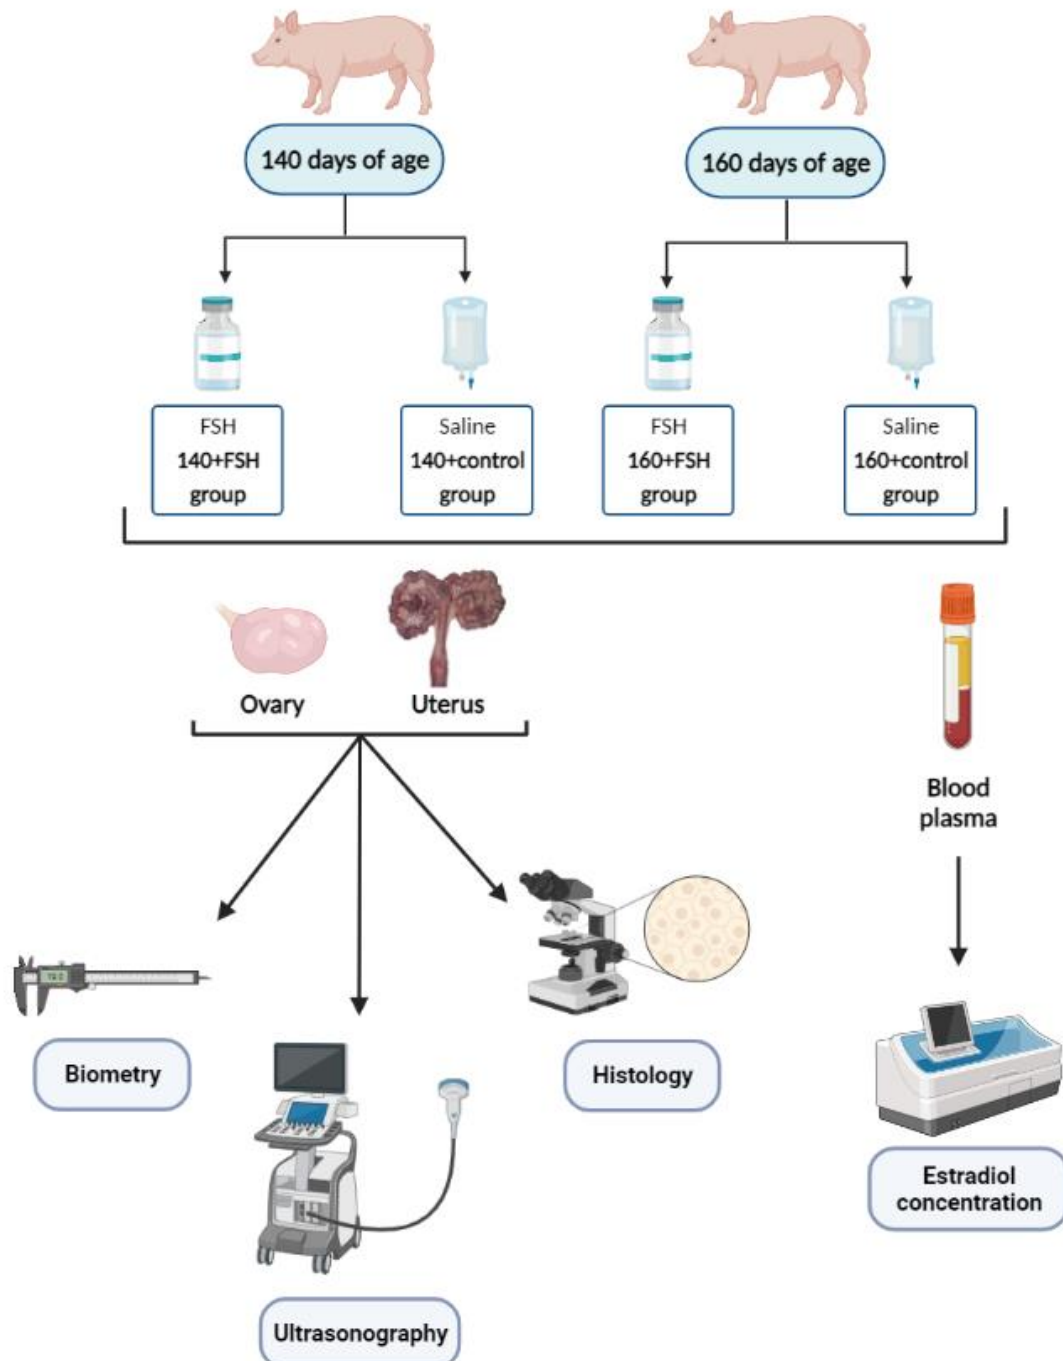 140 days of age
160 days of age
FSH
140+FSH
group
Saline
140+control
group
FSH
160+FSH
group
Saline
160+control
group
Ovary
Uterus
Blood
plasma
Biometry
Histology
Estradiol
concentration
Ultrasonography